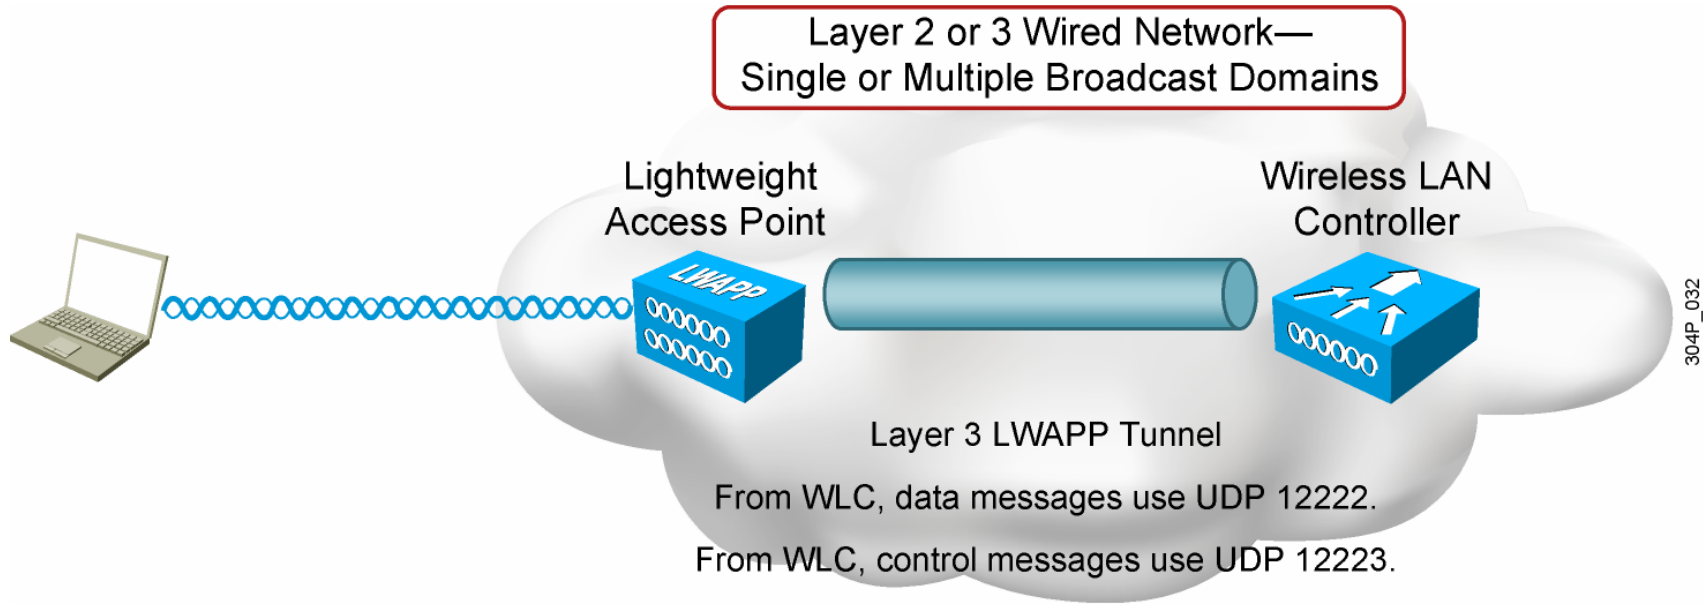 Layer 2 or 3 Wired Network—
Single or Multiple Broadcast Domains
Lightweight
Access Point
Wireless LAN
Controller
LWAPP
304P_032
Layer 3 LWAPP Tunnel
From WLC, data messages use UDP 12222.
From WLC, control messages use UDP 12223.